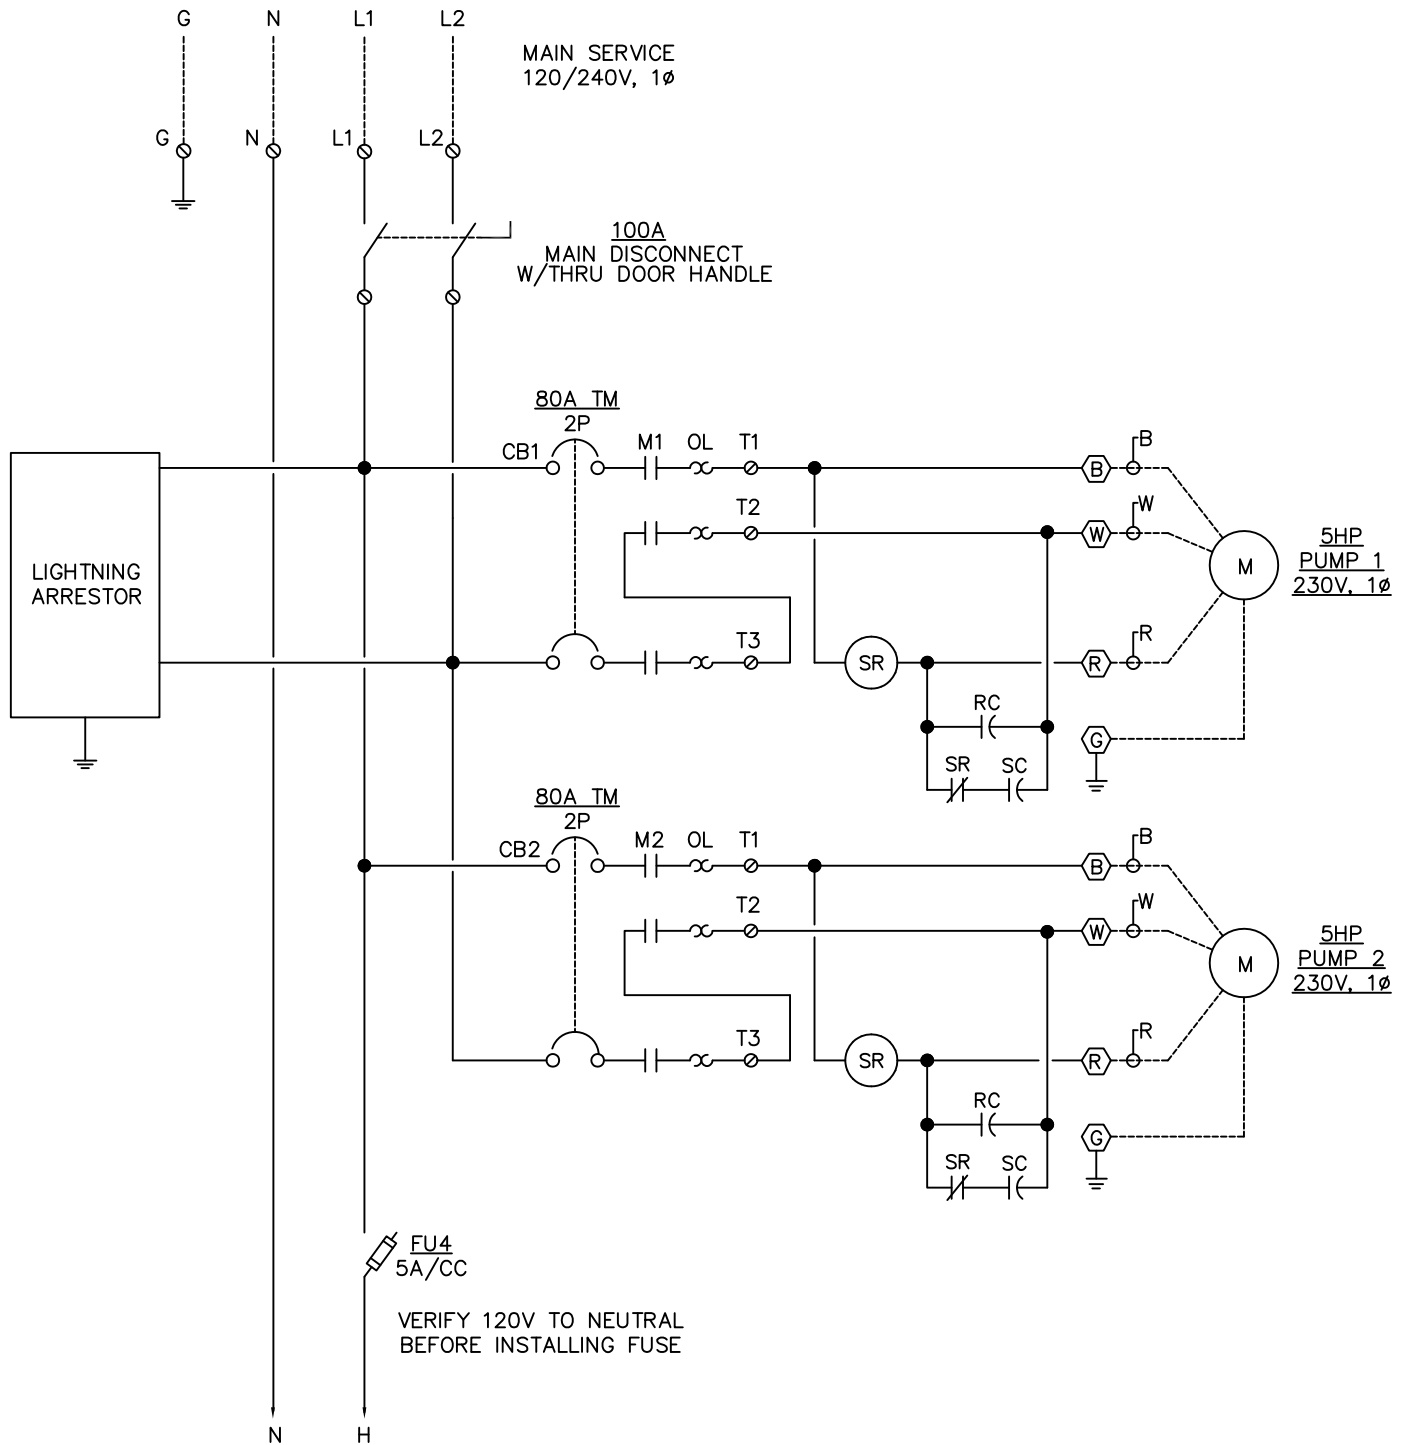 G N L1 L2
MAIN SERVICE
120/240V, 1ø
G N L1 L2
100A
MAIN DISCONNECT
W/THRU DOOR HANDLE
80A TM
2P
CB1 M1 OL T1 B B
T2 W W
LIGHTNING
ARRESTOR
M
5HP
PUMP 1
230V, 1ø
T3 SR R R
RC
G
SR SC
80A TM
2P
CB2 M2 OL T1 B B
T2 W W
M
5HP
PUMP 2
230V, 1ø
T3 SR R R
RC
G
SR SC
FU4
5A/CC
VERIFY 120V TO NEUTRAL
BEFORE INSTALLING FUSE
N H